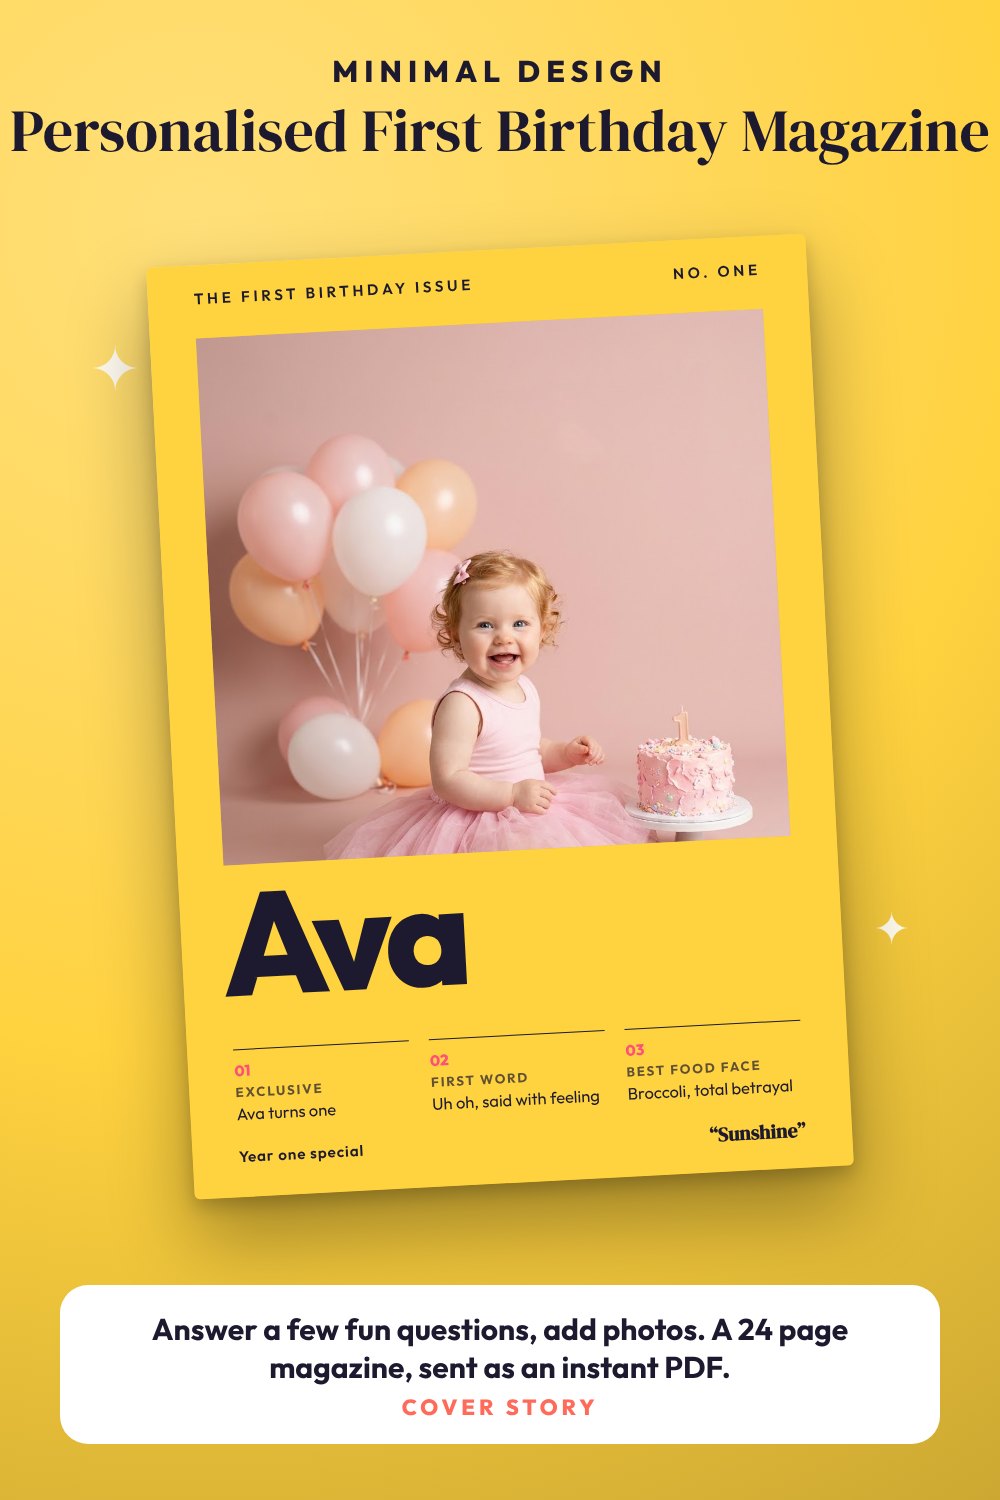 MINIMAL DESIGN
Personalised First Birthday Magazine
THE FIRST BIRTHDAY ISSUE
NO. ONE
1
Ava
01
EXCLUSIVE
Ava turns one
02
FIRST WORD
Uh oh, said with feeling
03
BEST FOOD FACE
Broccoli, total betrayal
Year one special
“Sunshine”
Answer a few fun questions, add photos. A 24 page
magazine, sent as an instant PDF.
COVER STORY